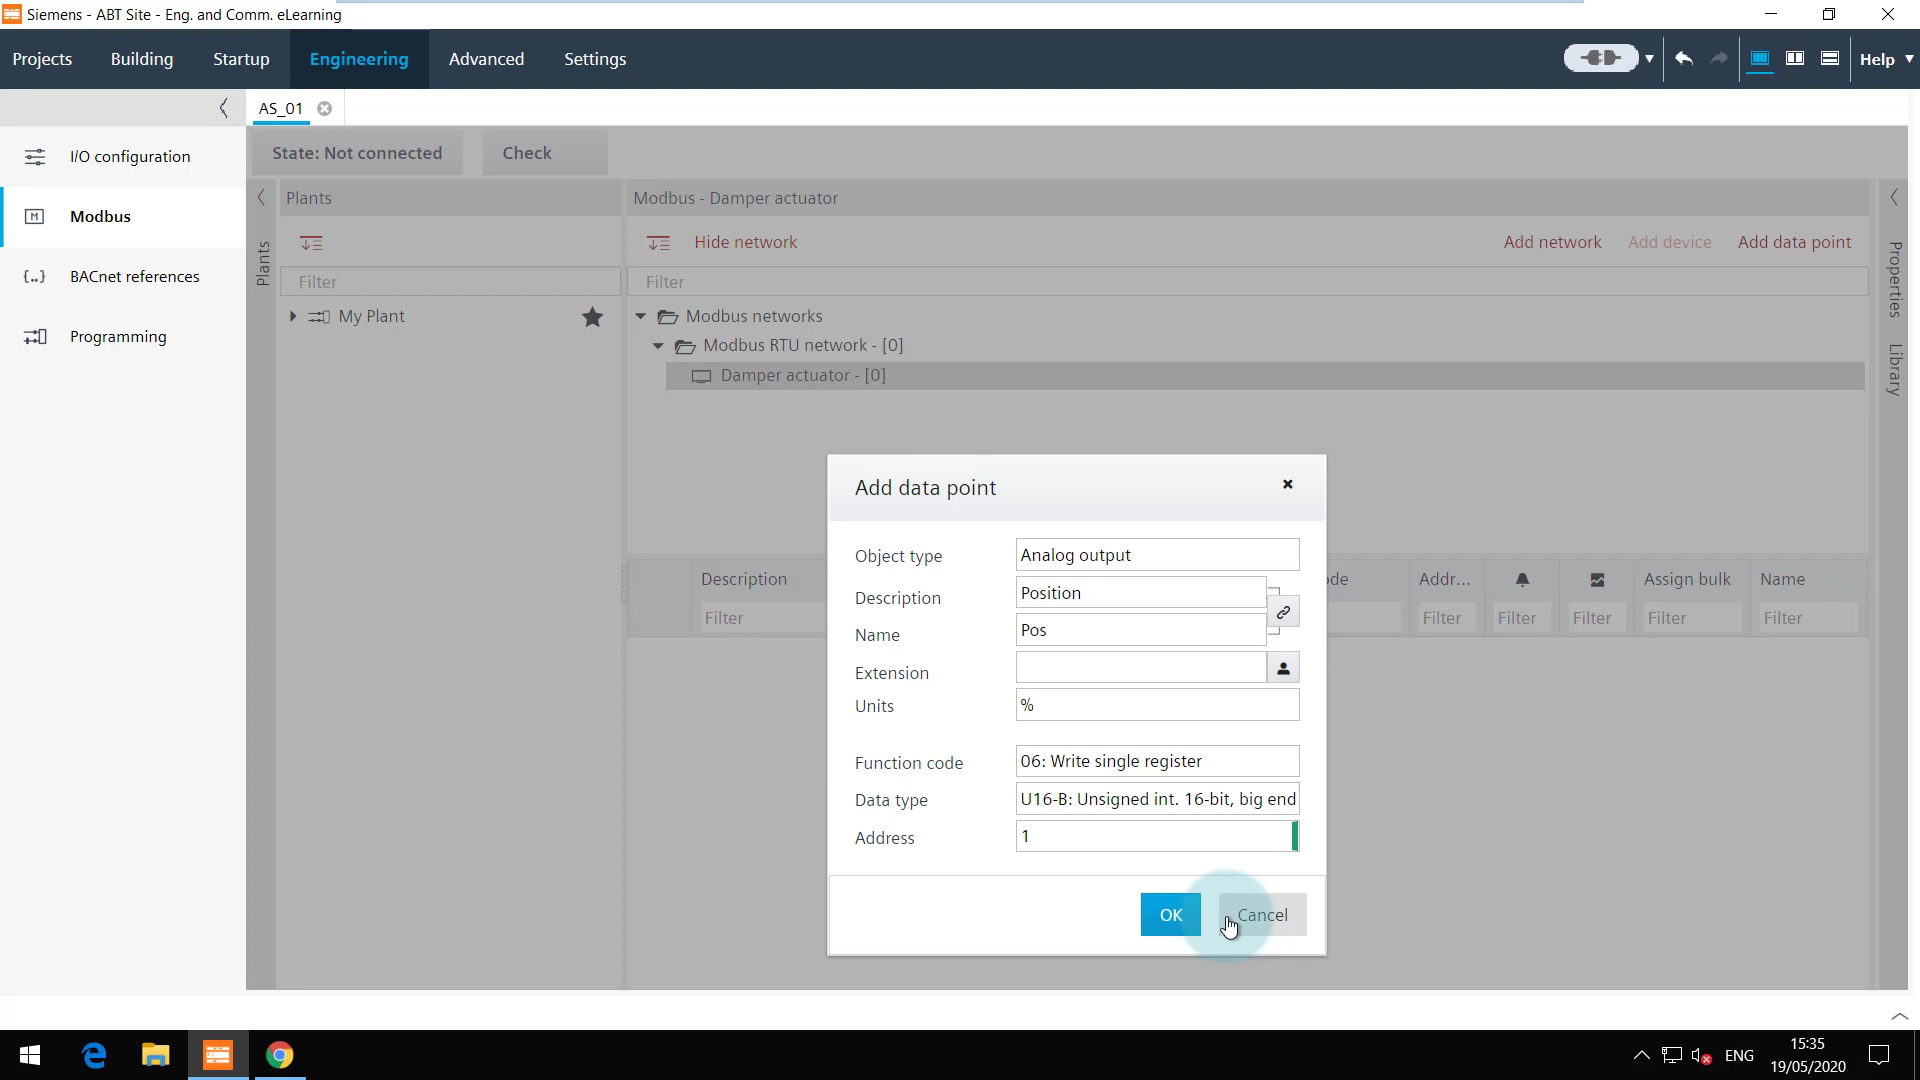 Siemens - ABT Site - Eng. and Comm. eLearning
Projects Building Startup Engineering Advanced Settings Help
AS_01
I/O configuration
Modbus
BACnet references
Programming
State: Not connected Check
Plants
Plants
Filter
My Plant
Modbus - Damper actuator
Hide network Add network Add device Add data point
Filter
Modbus networks
Modbus RTU network - [0]
Damper actuator - [0]
Properties
Library
Description Addr... Assign bulk Name
Filter Filter Filter Filter Filter Filter
Add data point
Object type Analog output
Description Position
Name Pos
Extension
Units %
Function code 06: Write single register
Data type U16-B: Unsigned int. 16-bit, big end
Address 1
OK Cancel
ENG
15:35
19/05/2020